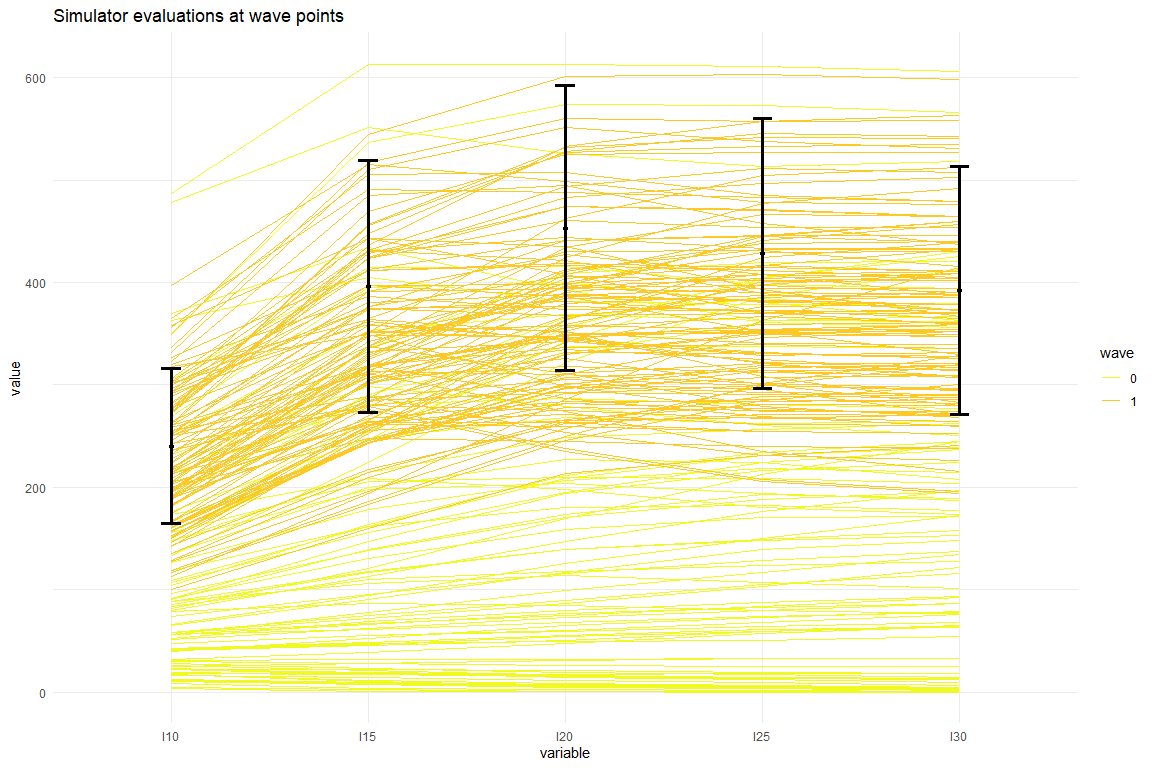 Simulator evaluations at wave points
600
400
200
0
value
I10
I15
I20
I25
I30
variable
wave
0
1